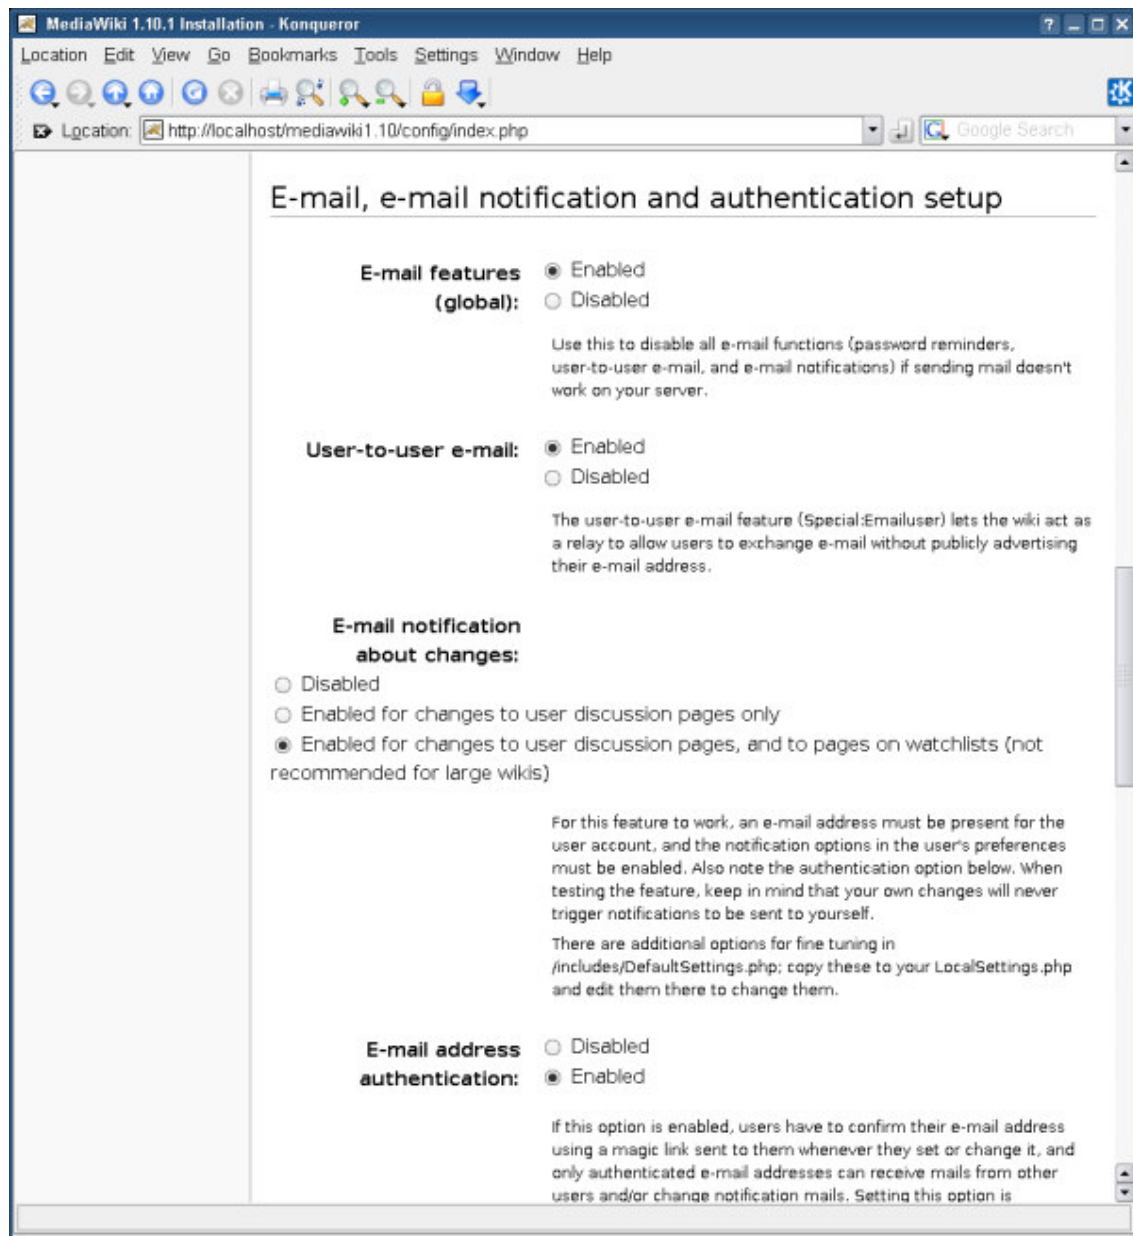 MediaWiki 1.10.1 Installation - Konqueror
Location Edit View Go Bookmarks Tools Settings Window Help
Location: http://localhost/mediawiki1.10/config/index.php Google Search
E-mail, e-mail notification and authentication setup
E-mail features (global):
Enabled
Disabled
Use this to disable all e-mail functions (password reminders,
user-to-user e-mail, and e-mail notifications) if sending mail doesn't
work on your server.
User-to-user e-mail:
Enabled
Disabled
The user-to-user e-mail feature (Special:Emailuser) lets the wiki act as
a relay to allow users to exchange e-mail without publicly advertising
their e-mail address.
E-mail notification
about changes:
Disabled
Enabled for changes to user discussion pages only
Enabled for changes to user discussion pages, and to pages on watchlists (not
recommended for large wikis)
For this feature to work, an e-mail address must be present for the
user account, and the notification options in the user's preferences
must be enabled. Also note the authentication option below. When
testing the feature, keep in mind that your own changes will never
trigger notifications to be sent to yourself.
There are additional options for fine tuning in
/includes/DefaultSettings.php; copy these to your LocalSettings.php
and edit them there to change them.
E-mail address
authentication:
Disabled
Enabled
If this option is enabled, users have to confirm their e-mail address
using a magic link sent to them whenever they set or change it, and
only authenticated e-mail addresses can receive mails from other
users and/or change notification mails. Setting this option is